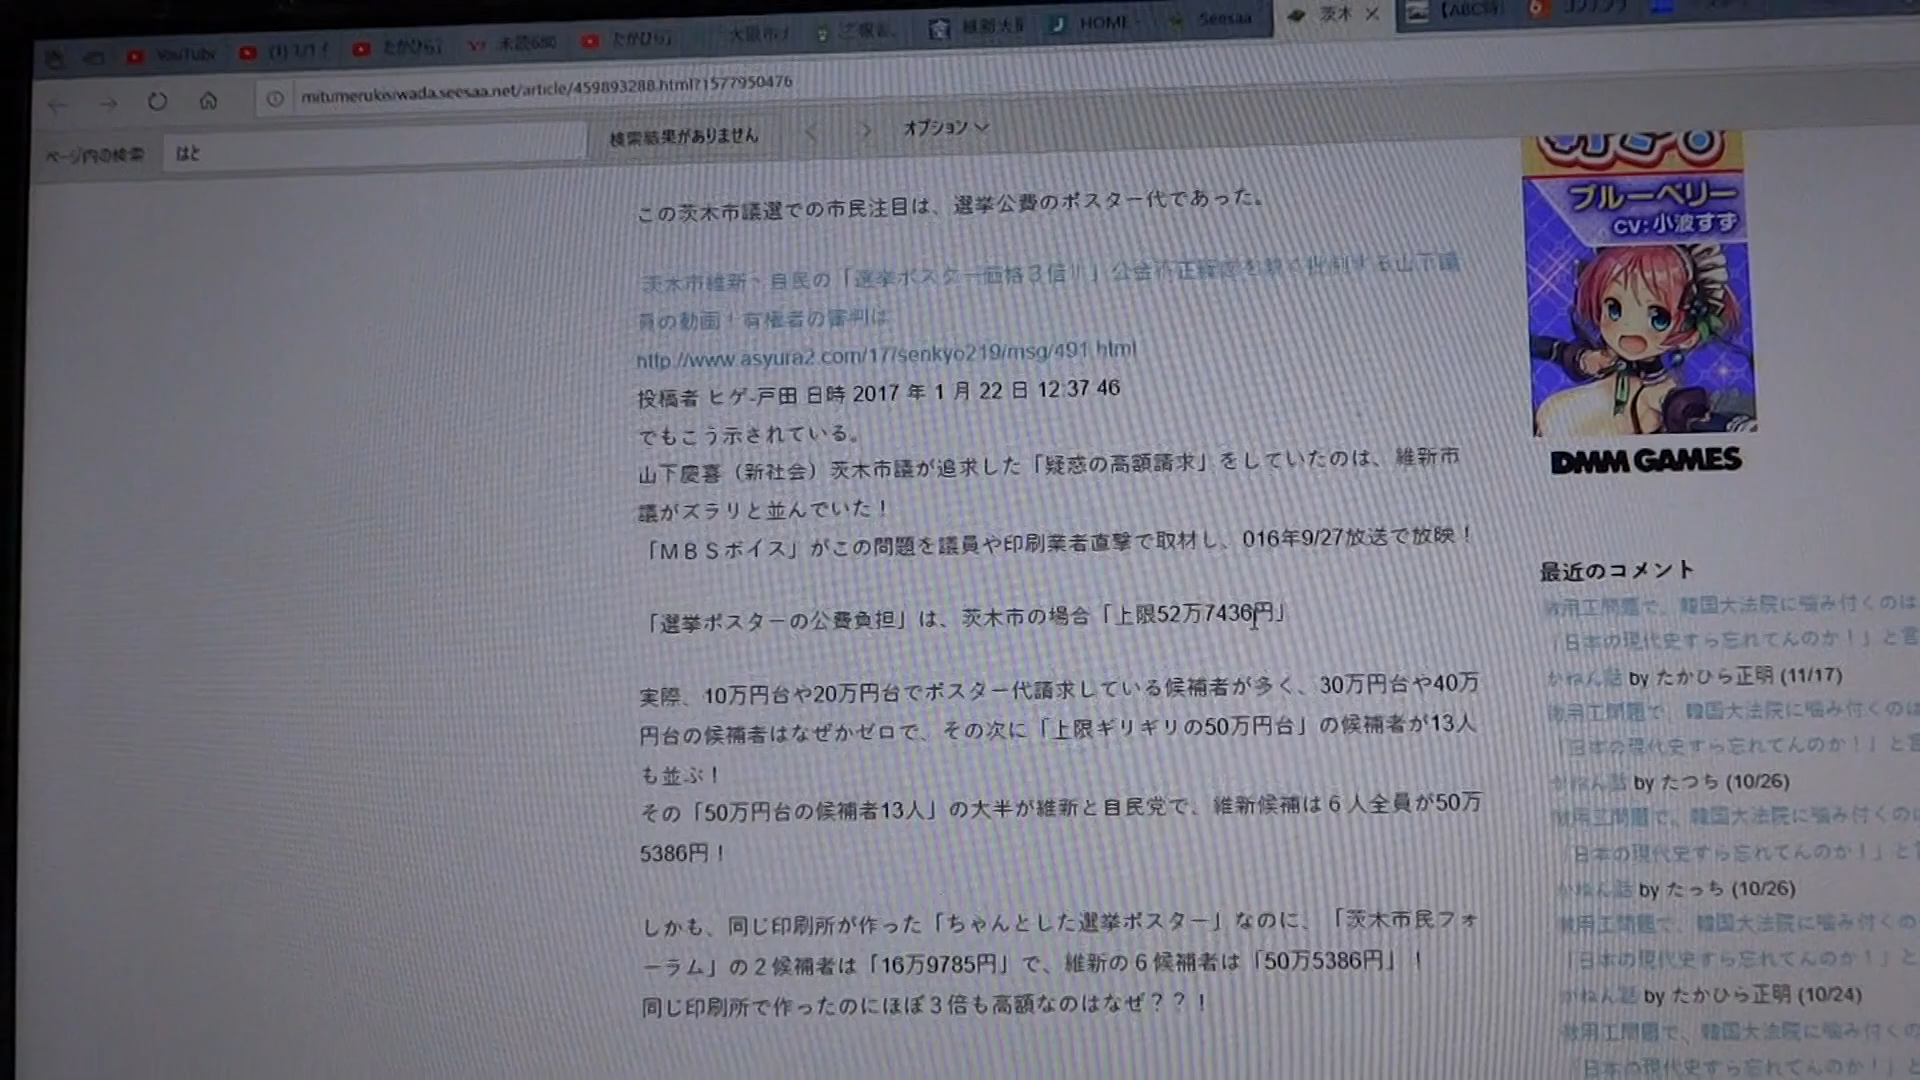 YouTube
たかひら
未読680
たかひら
HOME
Seesaa
茨木
mitumerukisiwada.seesaa.net/article/459893288.html?1577950476
ページ内の検索
はと
検索結果がありません
オプション
この茨木市議選での市民注目は、選挙公費のポスター代であった。
茨木市維新・自民の「選挙ポスター価格３倍！！」公金不正疑惑を鋭く批判する山下議
員の動画！有権者の審判は
http://www.asyura2.com/17/senkyo219/msg/491.html
投稿者 ヒゲ-戸田 日時 2017 年 1 月 22 日 12:37 46
でもこう示されている。
山下慶喜（新社会）茨木市議が追求した「疑惑の高額請求」をしていたのは、維新市
議がズラリと並んでいた！
「ＭＢＳボイス」がこの問題を議員や印刷業者直撃で取材し、016年9/27放送で放映！
「選挙ポスターの公費負担」は、茨木市の場合「上限52万7436円」
実際、10万円台や20万円台でポスター代請求している候補者が多く、30万円台や40万
円台の候補者はなぜかゼロで、その次に「上限ギリギリの50万円台」の候補者が13人
も並ぶ！
その「50万円台の候補者13人」の大半が維新と自民党で、維新候補は６人全員が50万
5386円！
しかも、同じ印刷所が作った「ちゃんとした選挙ポスター」なのに、「茨木市民フォ
ーラム」の２候補者は「16万9785円」で、維新の６候補者は「50万5386円」！
同じ印刷所で作ったのにほぼ３倍も高額なのはなぜ？？！
ブルーベリー
CV:小波すず
DMM GAMES
最近のコメント
徴用工問題で、韓国大法院に噛み付くのは
「日本の現代史すら忘れてんのか！」と言
かねん話 by たかひら正明 (11/17)
徴用工問題で、韓国大法院に噛み付くのは
「日本の現代史すら忘れてんのか！」と言
かねん話 by たつち (10/26)
徴用工問題で、韓国大法院に噛み付くのは
「日本の現代史すら忘れてんのか！」と言
かねん話 by たっち (10/26)
徴用工問題で、韓国大法院に噛み付くのは
「日本の現代史すら忘れてんのか！」と
かねん話 by たかひら正明 (10/24)
徴用工問題で、韓国大法院に噛み付くの
「日本の現代史すら忘れてんのか！」と